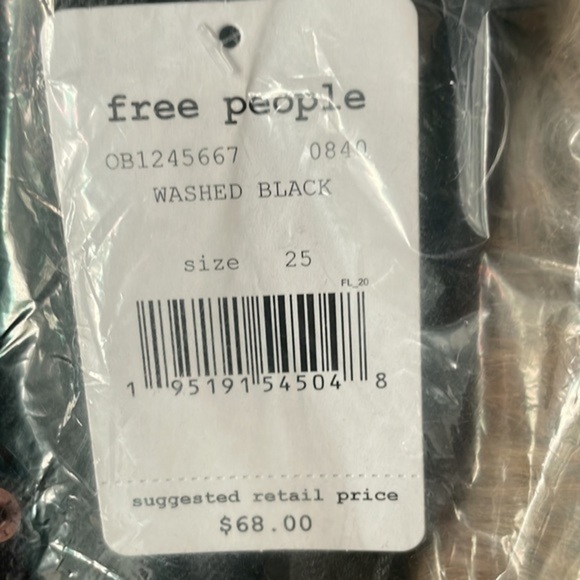 free people
OB1245667 0840
WASHED BLACK
size 25
FL_20
1 95191 54504 8
suggested retail price
$68.00